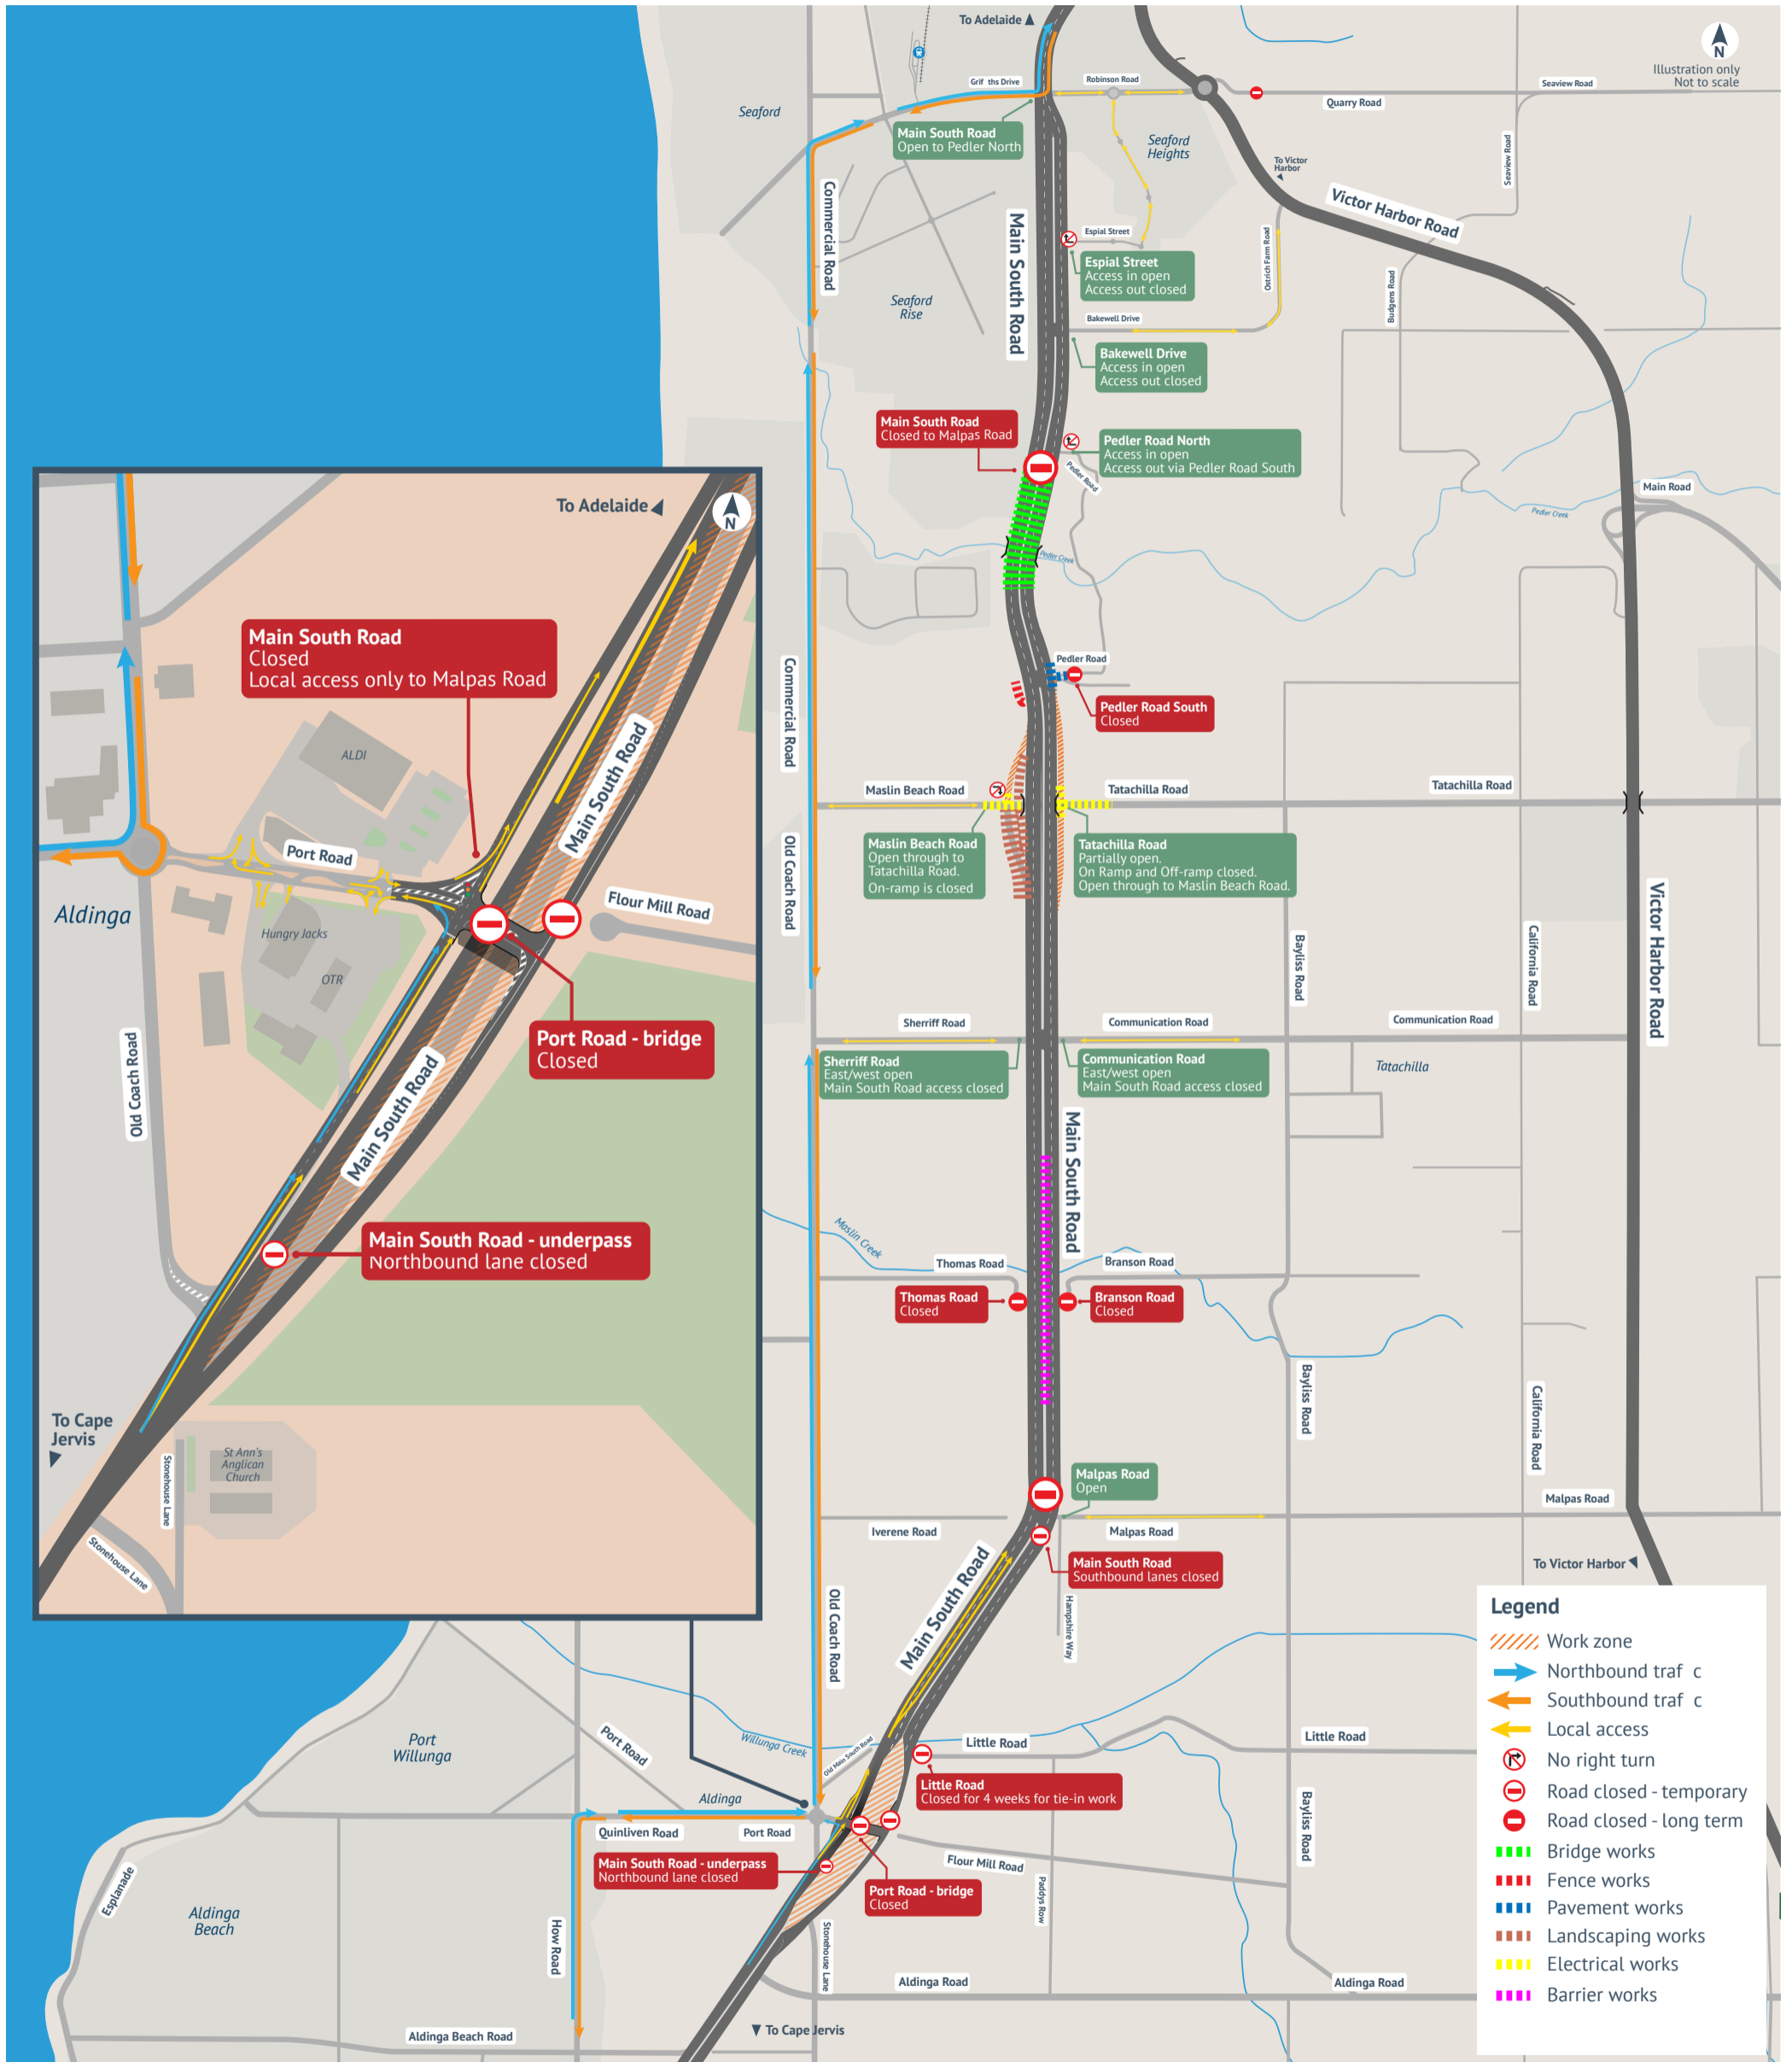 To Adelaide
N
Illustration only
Not to scale
Grif ths Drive
Robinson Road
Seaview Road
Quarry Road
Seaford
Main South Road
Open to Pedler North
Seaford
Heights
To Victor
Harbor
Seaview Road
Victor Harbor Road
Commercial Road
Main South Road
Espial Street
Ostrich Farm Road
Espial Street
Access in open
Access out closed
Budgens Road
Seaford
Rise
Bakewell Drive
Bakewell Drive
Access in open
Access out closed
Main South Road
Closed to Malpas Road
Pedler Road North
Access in open
Access out via Pedler Road South
Pedler Road
Main Road
Pedler Creek
Pedler Creek
Pedler Road
Commercial Road
Pedler Road South
Closed
Maslin Beach Road
Tatachilla Road
Tatachilla Road
Old Coach Road
Maslin Beach Road
Open through to
Tatachilla Road.
On-ramp is closed
Tatachilla Road
Partially open.
On Ramp and Off-ramp closed.
Open through to Maslin Beach Road.
Bayliss Road
California Road
Victor Harbor Road
Sherriff Road
Communication Road
Communication Road
Sherriff Road
East/west open
Main South Road access closed
Communication Road
East/west open
Main South Road access closed
Tatachilla
Main South Road
Maslin Creek
Thomas Road
Branson Road
Thomas Road
Closed
Branson Road
Closed
Bayliss Road
California Road
Malpas Road
Open
Malpas Road
Iverene Road
Malpas Road
Main South Road
Southbound lanes closed
To Victor Harbor
Main South Road
Hampshire Way
Old Coach Road
To Adelaide
N
Main South Road
Closed
Local access only to Malpas Road
ALDI
Main South Road
Port Road
Flour Mill Road
Aldinga
Hungry Jacks
OTR
Port Road - bridge
Closed
Old Coach Road
Main South Road
Main South Road - underpass
Northbound lane closed
To Cape
Jervis
St Ann's
Anglican
Church
Stonehouse Lane
Stonehouse Lane
Port
Willunga
Port Road
Willunga Creek
Old Main South Road
Little Road
Little Road
Little Road
Closed for 4 weeks for tie-in work
Aldinga
Quinliven Road
Port Road
Main South Road - underpass
Northbound lane closed
Flour Mill Road
Port Road - bridge
Closed
Bayliss Road
Paddys Row
Esplanade
Aldinga
Beach
How Road
Stonehouse Lane
Aldinga Road
Aldinga Road
Aldinga Beach Road
To Cape Jervis
Legend
Work zone
Northbound traf c
Southbound traf c
Local access
No right turn
Road closed - temporary
Road closed - long term
Bridge works
Fence works
Pavement works
Landscaping works
Electrical works
Barrier works